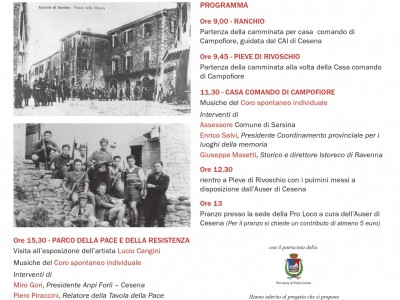 Saluti di Sarsina - Piazza della Vittoria
Ore 15,30 - PARCO DELLA PACE E DELLA RESISTENZA
Visita all'esposizione dell'artista Lucio Cangini
Musiche del Coro spontaneo individuale
Interventi di
Miro Gori, Presidente Anpi Forlì – Cesena
Piero Piraccini, Relatore della Tavola della Pace
PROGRAMMA
Ore 9,00 - RANCHIO
Partenza della camminata per casa comando di
Campofiore, guidata dal CAI di Cesena
Ore 9,45 - PIEVE DI RIVOSCHIO
Partenza della camminata alla volta della Casa comando
di Campofiore
11,30 - CASA COMANDO DI CAMPOFIORE
Musiche del Coro spontaneo individuale
Interventi di
Assessore Comune di Sarsina
Enrico Salvi, Presidente Coordinamento provinciale per i
luoghi della memoria
Giuseppe Masetti, Storico e direttore Istoreco di Ravenna
Ore 12,30
rientro a Pieve di Rivoschio con i pulmini messi a
disposizione dall'Auser di Cesena
Ore 13
Pranzo presso la sede della Pro Loco a cura dell'Auser di
Cesena (Per il pranzo si chiede un contributo di almeno 5 euro)
con il patrocinio della
Provincia di Forlì-Cesena
Hanno aderito al progetto che si propone